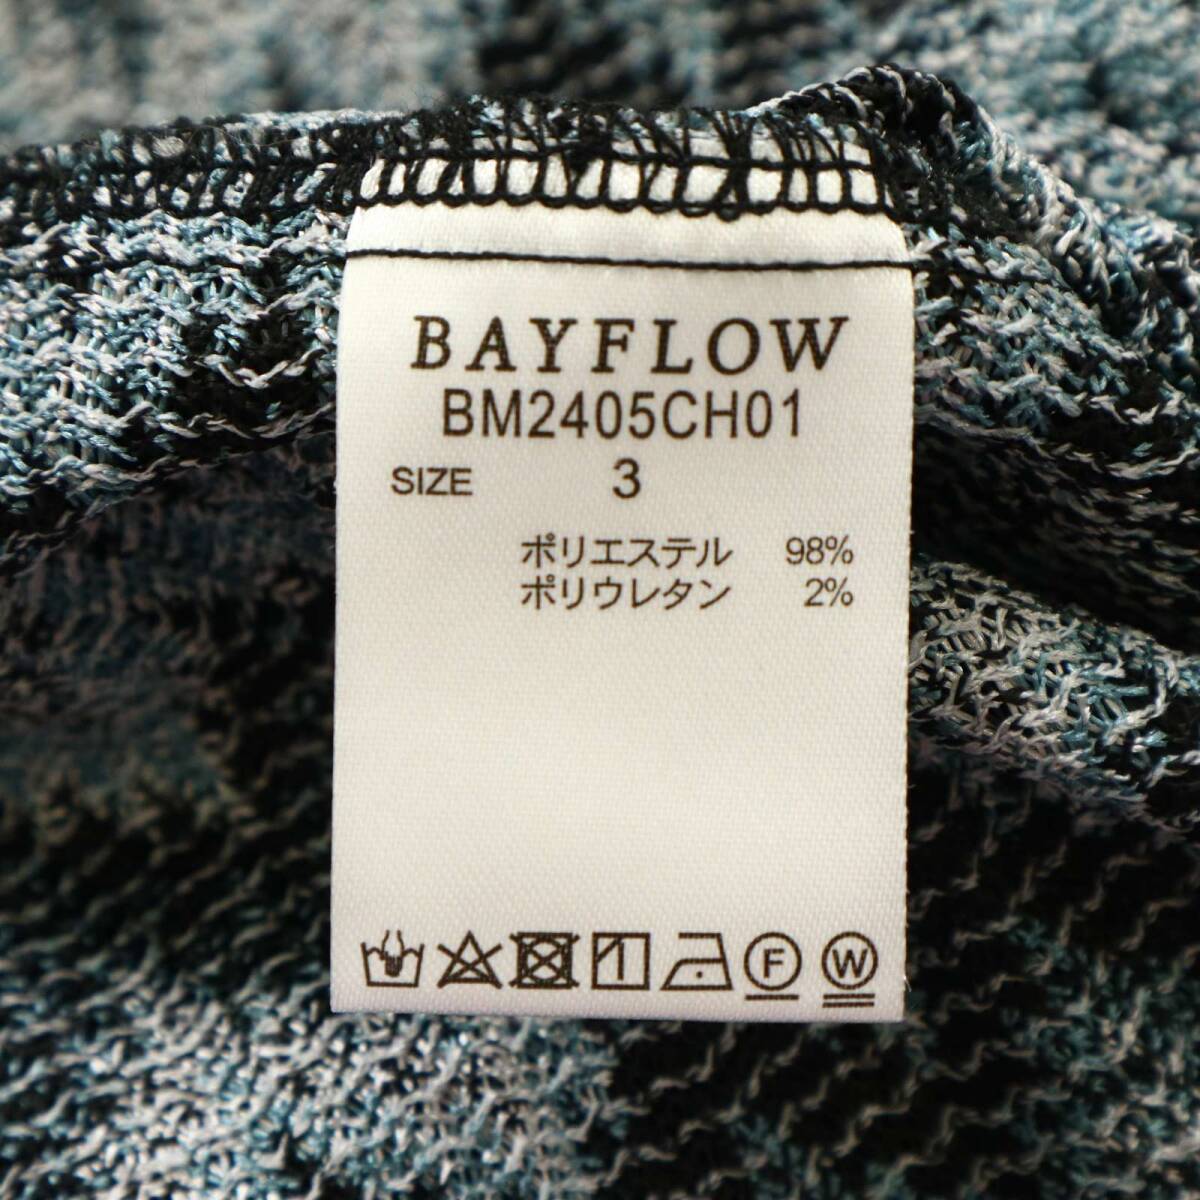 BAYFLOW
BM2405CH01
SIZE 3
ポリエステル 98%
ポリウレタン 2%
F W